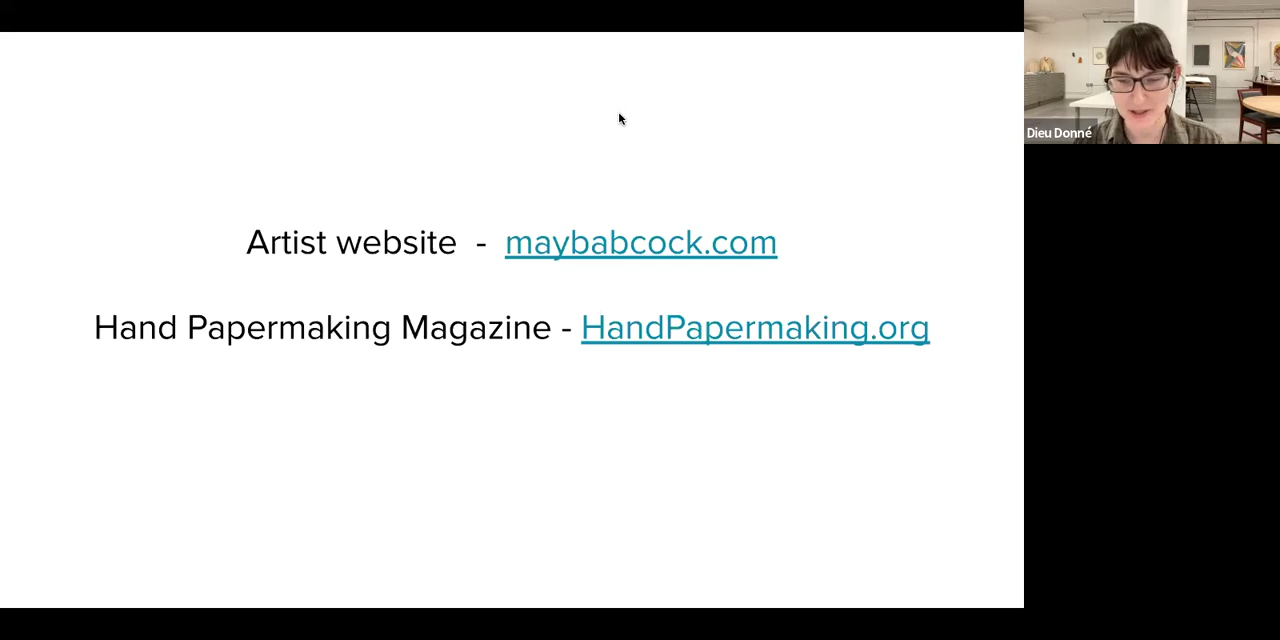 Artist website - maybabcock.com
Hand Papermaking Magazine - HandPapermaking.org
Dieu Donné